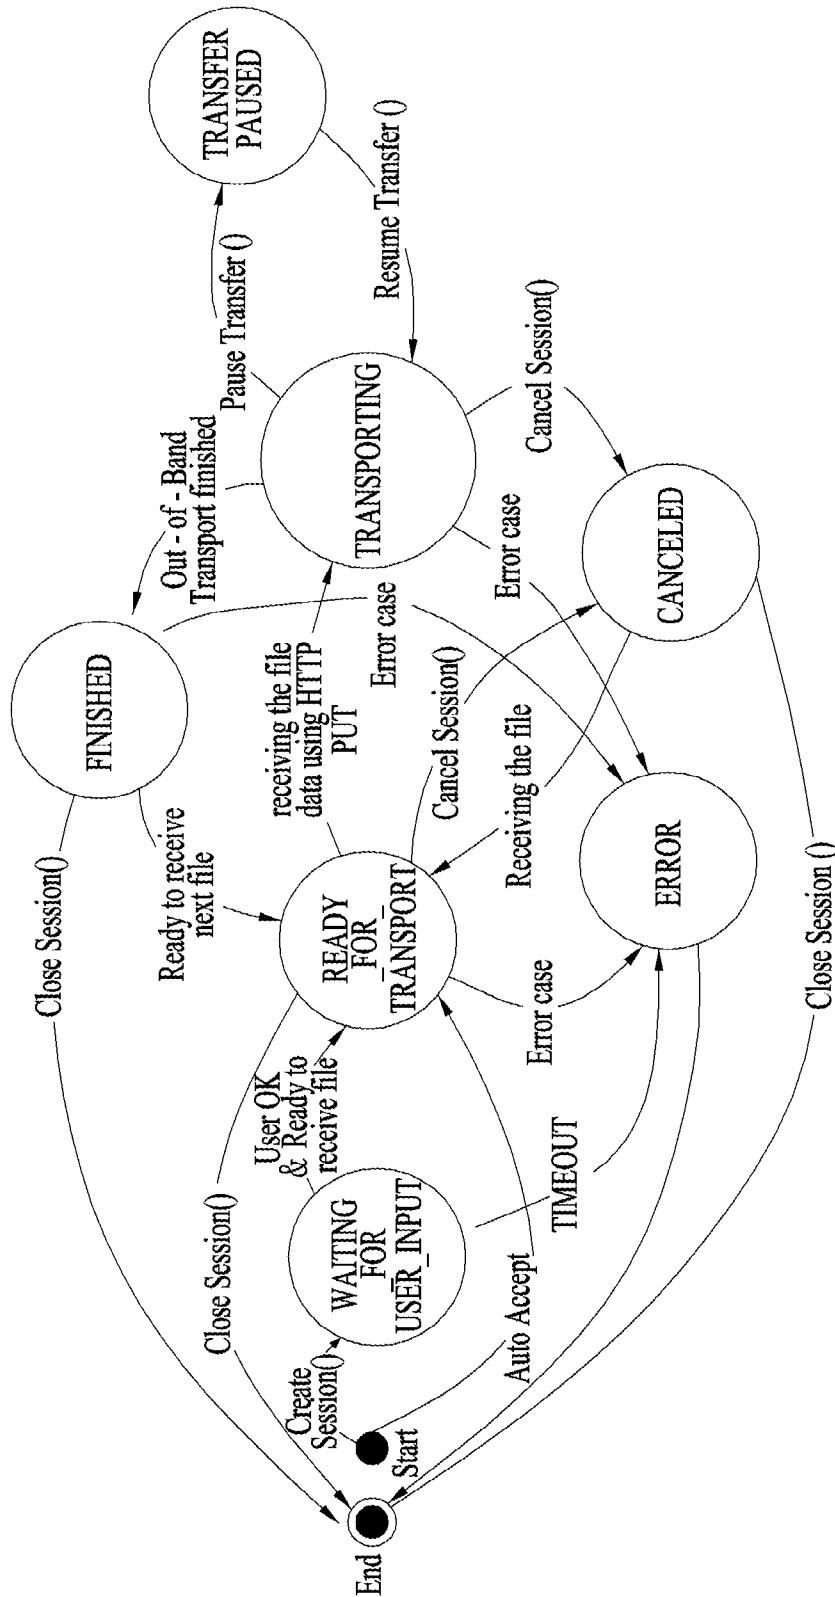 End
Start
Create
Session()
Close Session()
Close Session()
WAITING
FOR_
USER_INPUT
User OK
& Ready to
receive file
Auto Accept
TIMEOUT
READY
_FOR_
TRANSPORT
Ready to receive
next file
Error case
FINISHED
receiving the file
data using HTTP
PUT
Cancel Session()
Receiving the file
ERROR
Close Session ()
Out - of - Band
Transport finished
Error case
TRANSPORTING
Error case
CANCELED
Pause Transfer ()
Resume Transfer ()
Cancel Session()
TRANSFER
PAUSED